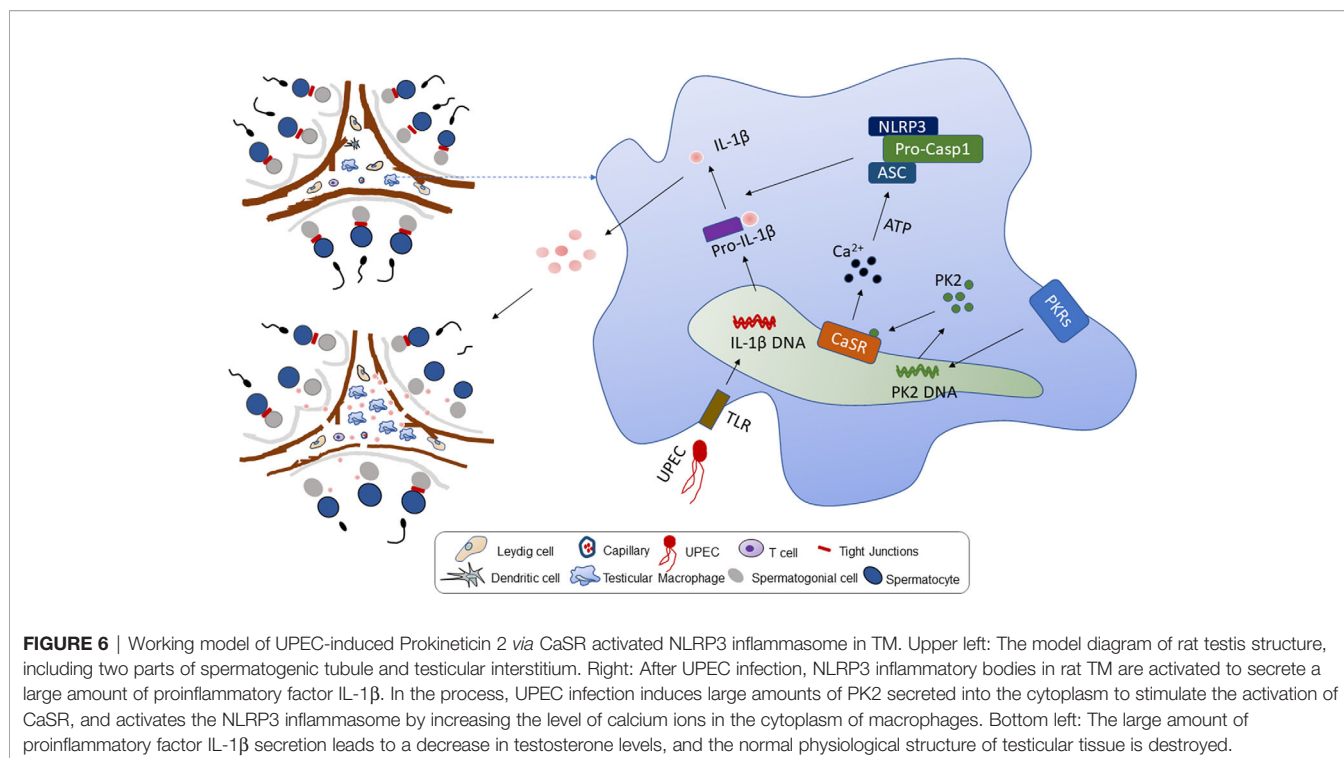 IL-1β
NLRP3
Pro-Casp1
ASC
ATP
Pro-IL-1β
Ca²⁺
PK2
PKRs
CaSR
IL-1β DNA
PK2 DNA
TLR
UPEC
Leydig cell Capillary UPEC T cell Tight Junctions
Dendritic cell Testicular Macrophage Spermatogonial cell Spermatocyte
FIGURE 6 | Working model of UPEC-induced Prokineticin 2 via CaSR activated NLRP3 inflammasome in TM. Upper left: The model diagram of rat testis structure,
including two parts of spermatogenic tubule and testicular interstitium. Right: After UPEC infection, NLRP3 inflammatory bodies in rat TM are activated to secrete a
large amount of proinflammatory factor IL-1β. In the process, UPEC infection induces large amounts of PK2 secreted into the cytoplasm to stimulate the activation of
CaSR, and activates the NLRP3 inflammasome by increasing the level of calcium ions in the cytoplasm of macrophages. Bottom left: The large amount of
proinflammatory factor IL-1β secretion leads to a decrease in testosterone levels, and the normal physiological structure of testicular tissue is destroyed.